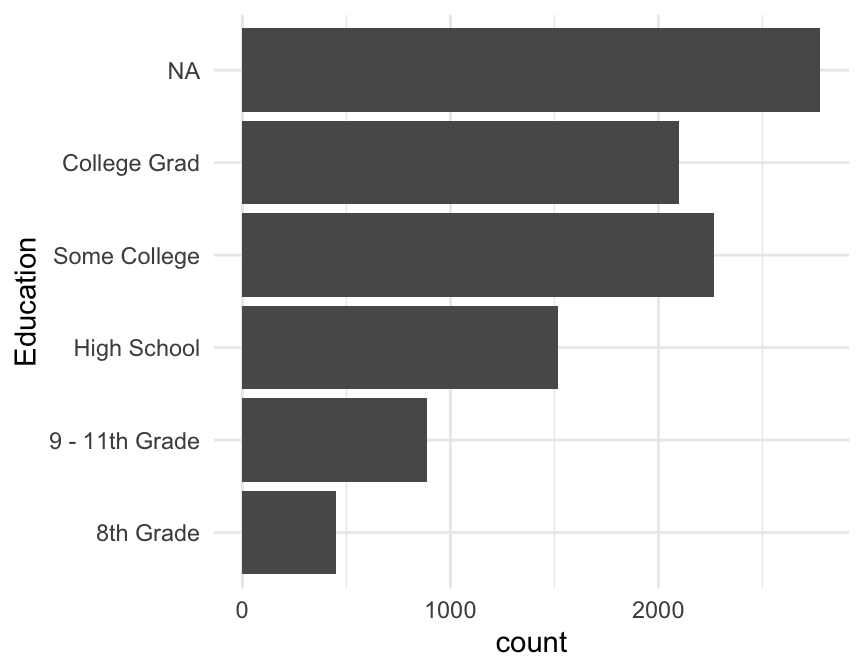 NA
College Grad
Some College
High School
9 - 11th Grade
8th Grade
Education
0 1000 2000
count